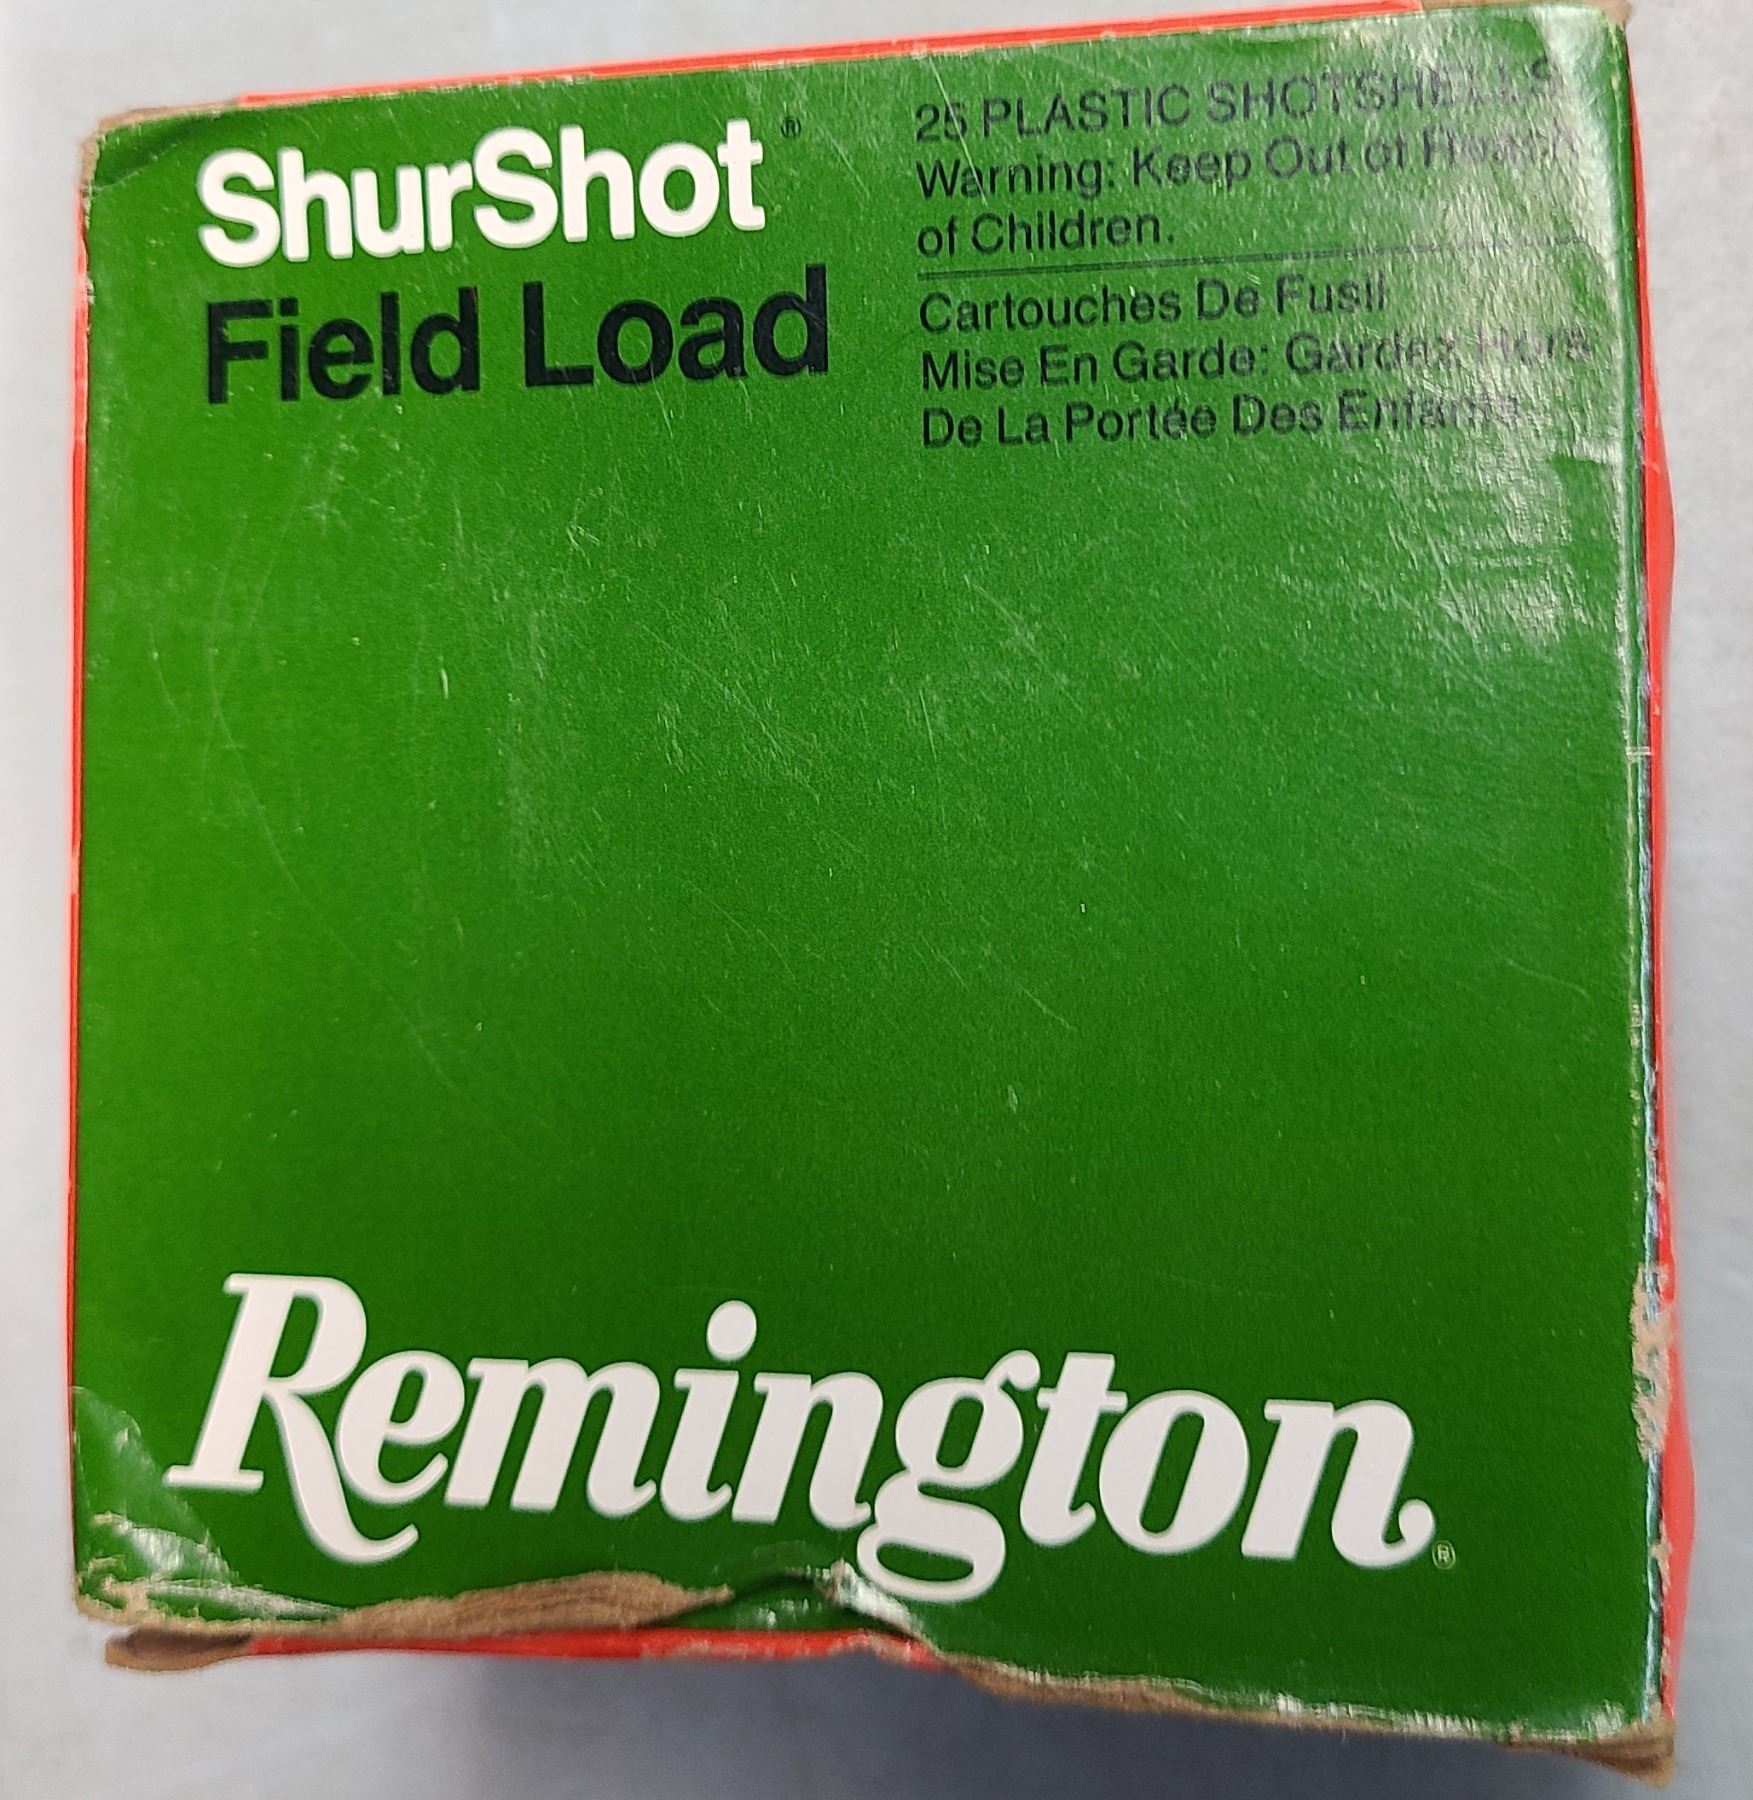 ShurShot®
Field Load
25 PLASTIC SHOTSHELLS
Warning: Keep Out of Reach
of Children.
Cartouches De Fusil
Mise En Garde: Gardez Hors
De La Portée Des Enfants.
Remington®